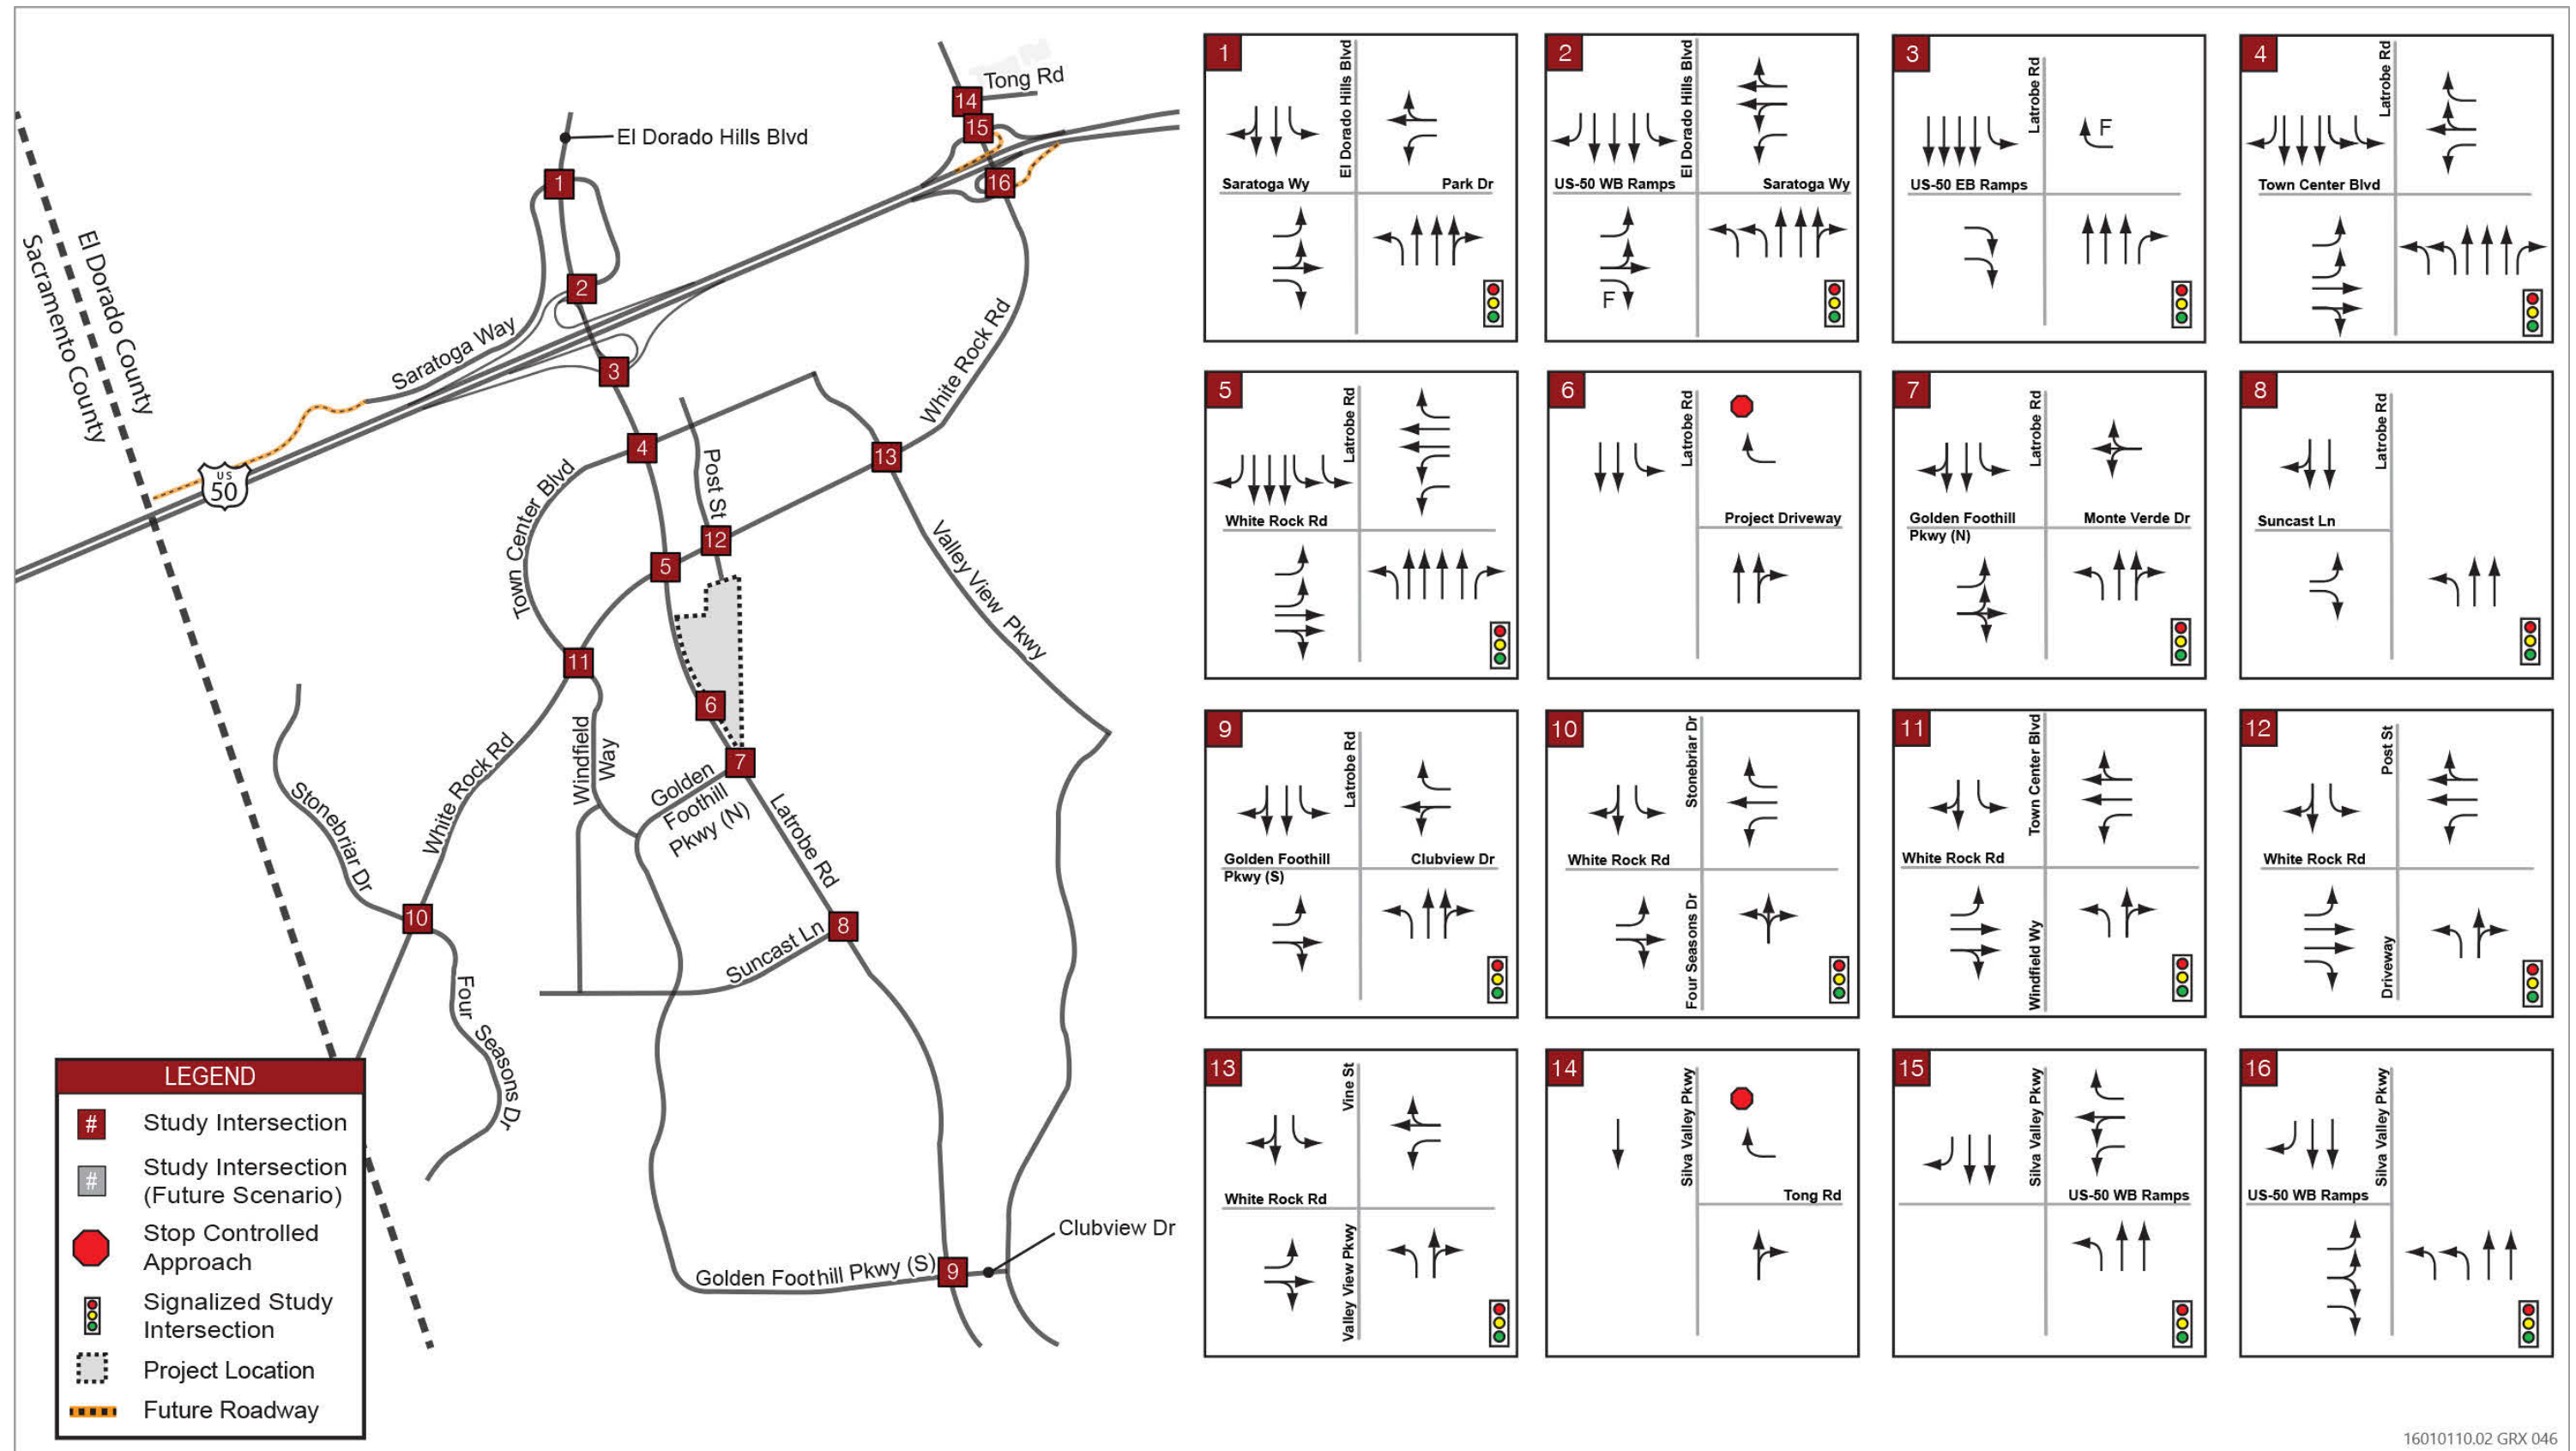 Tong Rd
14
15
16
El Dorado Hills Blvd
1
2
3
El Dorado County
Sacramento County
Saratoga Way
White Rock Rd
US
50
4
13
Town Center Blvd
Post St
12
5
Valley View Pkwy
11
6
7
Windfield
Way
Golden
Foothill
Pkwy (N)
Latrobe Rd
Stonebriar Dr
White Rock Rd
10
8
Suncast Ln
Four Seasons Dr
Clubview Dr
Golden Foothill Pkwy (S)
9
LEGEND
# Study Intersection
# Study Intersection
(Future Scenario)
Stop Controlled
Approach
Signalized Study
Intersection
Project Location
Future Roadway
1
El Dorado Hills Blvd
Saratoga Wy
Park Dr
2
El Dorado Hills Blvd
US-50 WB Ramps
Saratoga Wy
F
3
Latrobe Rd
F
US-50 EB Ramps
4
Latrobe Rd
Town Center Blvd
5
Latrobe Rd
White Rock Rd
6
Latrobe Rd
Project Driveway
7
Latrobe Rd
Golden Foothill
Pkwy (N)
Monte Verde Dr
8
Latrobe Rd
Suncast Ln
9
Latrobe Rd
Golden Foothill
Pkwy (S)
Clubview Dr
10
Stonebriar Dr
White Rock Rd
Four Seasons Dr
11
Town Center Blvd
White Rock Rd
Windfield Wy
12
Post St
White Rock Rd
Driveway
13
Vine St
White Rock Rd
Valley View Pkwy
14
Silva Valley Pkwy
Tong Rd
15
Silva Valley Pkwy
US-50 WB Ramps
16
Silva Valley Pkwy
US-50 WB Ramps
16010110.02 GRX 046